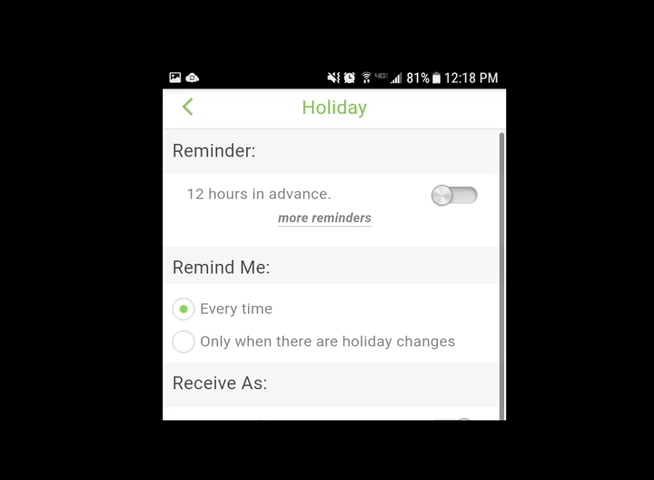 81% 12:18 PM
Holiday
Reminder:
12 hours in advance.
more reminders
Remind Me:
Every time
Only when there are holiday changes
Receive As: